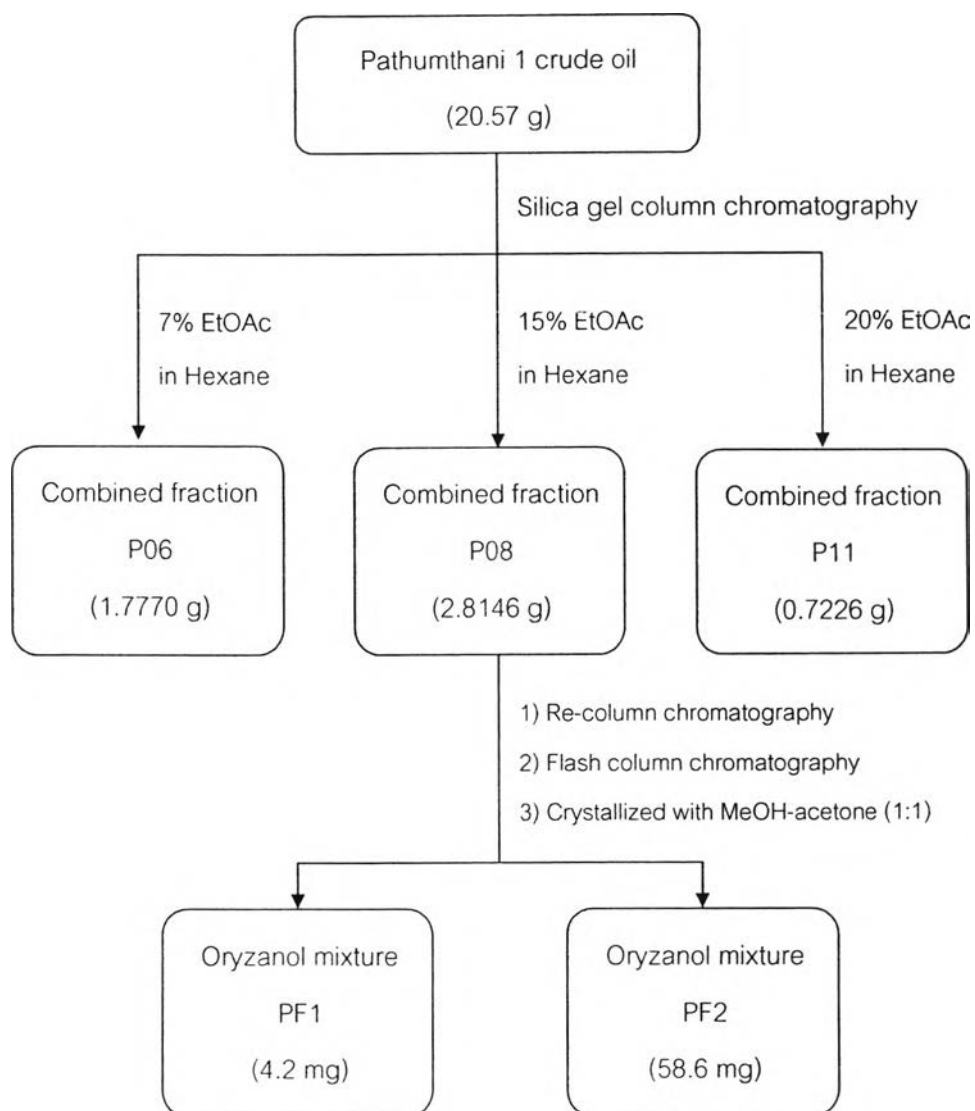 Pathumthani 1 crude oil
(20.57 g)
Silica gel column chromatography
7% EtOAc
in Hexane
15% EtOAc
in Hexane
20% EtOAc
in Hexane
Combined fraction
P06
(1.7770 g)
Combined fraction
P08
(2.8146 g)
Combined fraction
P11
(0.7226 g)
1) Re-column chromatography
2) Flash column chromatography
3) Crystallized with MeOH-acetone (1:1)
Oryzanol mixture
PF1
(4.2 mg)
Oryzanol mixture
PF2
(58.6 mg)